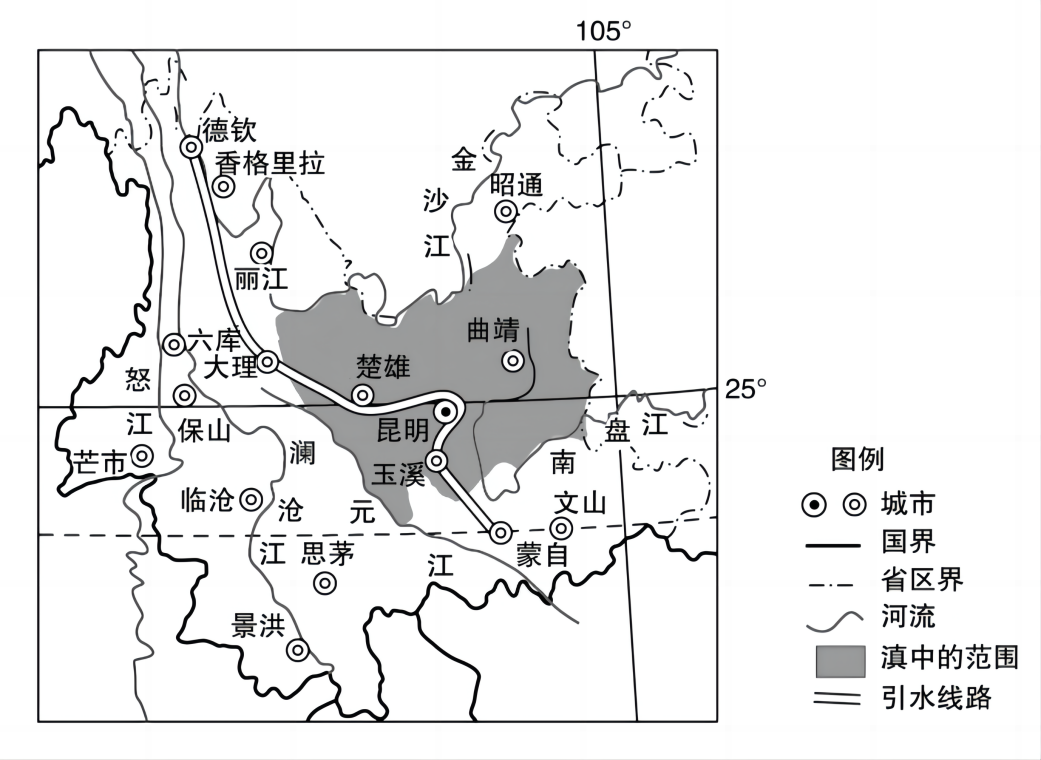 105°
德钦
香格里拉
金
沙
江
昭通
丽江
六库
大理
楚雄
曲靖
25°
怒
江
保山
昆明
盘江
芒市
澜
沧
江
玉溪
南
临沧
元
江
文山
思茅
蒙自
景洪
图例
城市
国界
省区界
河流
滇中的范围
引水线路